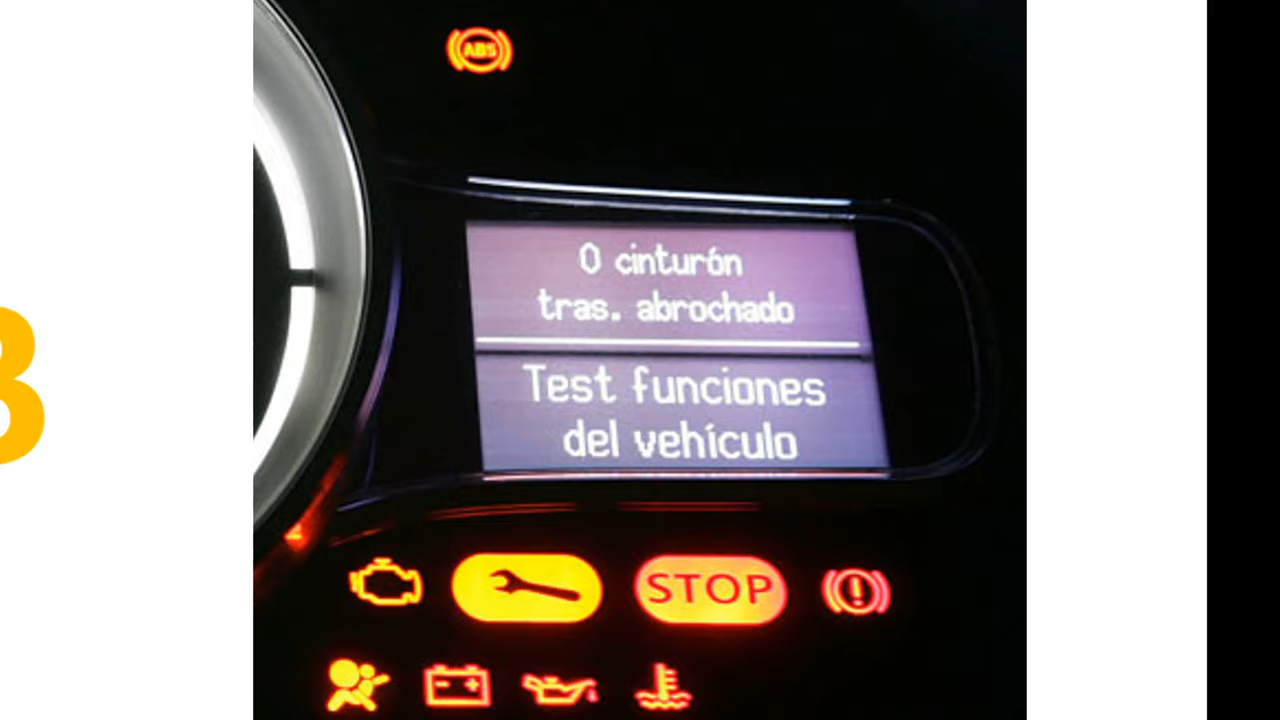 ABS
0 cinturón
tras. abrochado
Test funciones
del vehículo
STOP